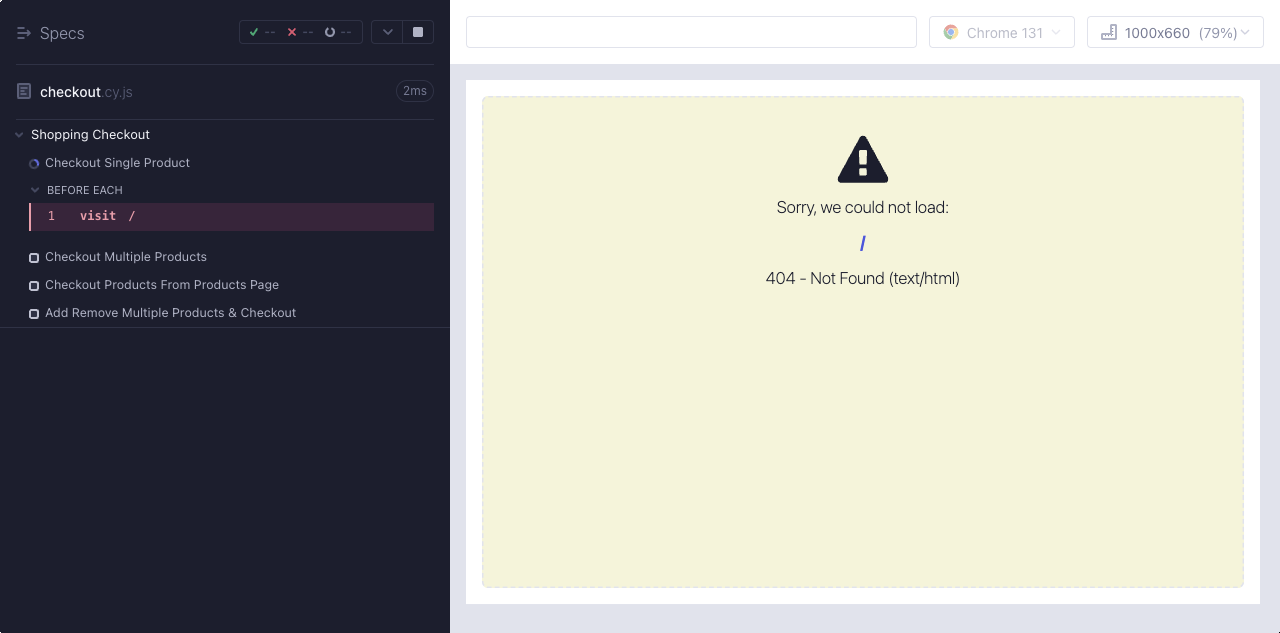 Specs
-- -- --
checkout.cy.js
2ms
Shopping Checkout
Checkout Single Product
BEFORE EACH
1 visit /
Checkout Multiple Products
Checkout Products From Products Page
Add Remove Multiple Products & Checkout
Chrome 131
1000x660 (79%)
Sorry, we could not load:
/
404 - Not Found (text/html)